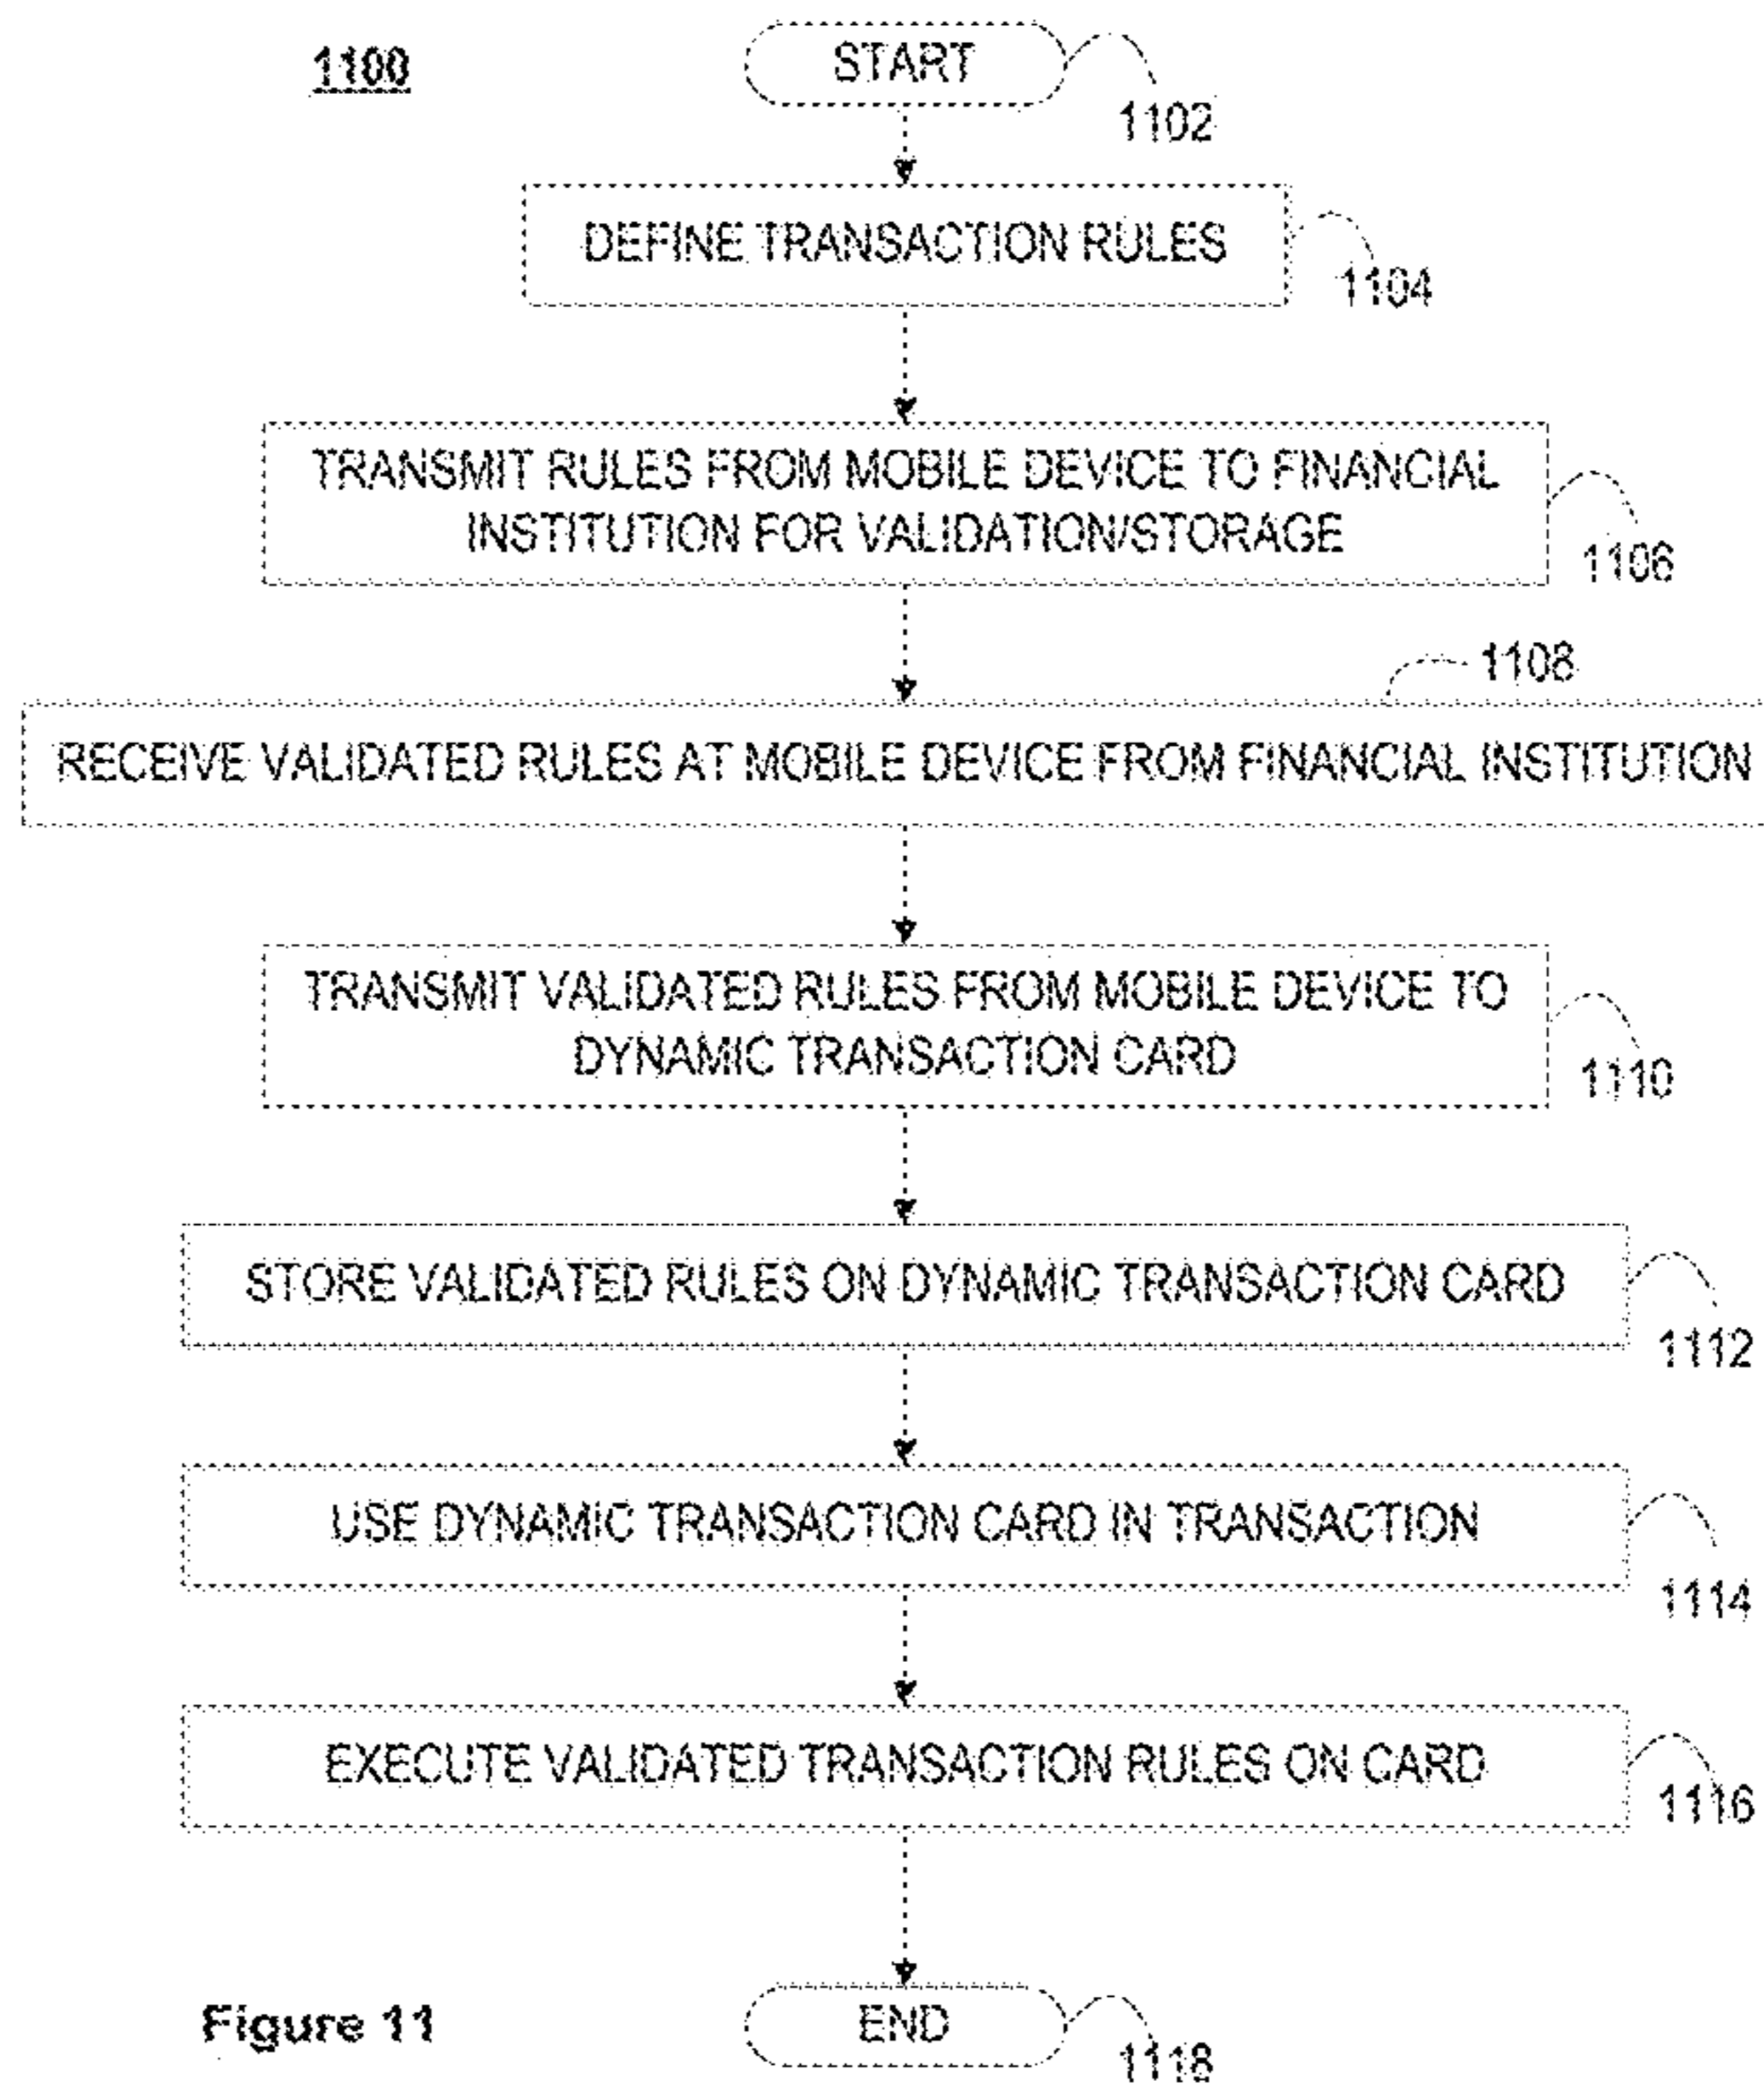 1100
START
1102
DEFINE TRANSACTION RULES
1104
TRANSMIT RULES FROM MOBILE DEVICE TO FINANCIAL
INSTITUTION FOR VALIDATION/STORAGE
1106
1108
RECEIVE VALIDATED RULES AT MOBILE DEVICE FROM FINANCIAL INSTITUTION
TRANSMIT VALIDATED RULES FROM MOBILE DEVICE TO
DYNAMIC TRANSACTION CARD
1110
STORE VALIDATED RULES ON DYNAMIC TRANSACTION CARD
1112
USE DYNAMIC TRANSACTION CARD IN TRANSACTION
1114
EXECUTE VALIDATED TRANSACTION RULES ON CARD
1116
Figure 11
END
1118